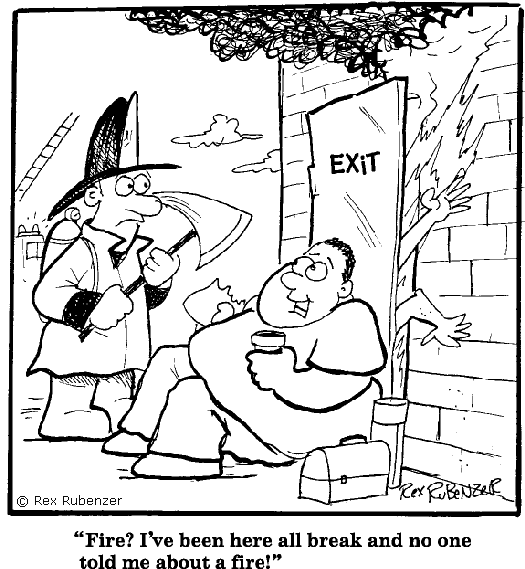 EXiT
© Rex Rubenzer
Rex RuBeNZeR
"Fire? I've been here all break and no one
told me about a fire!"